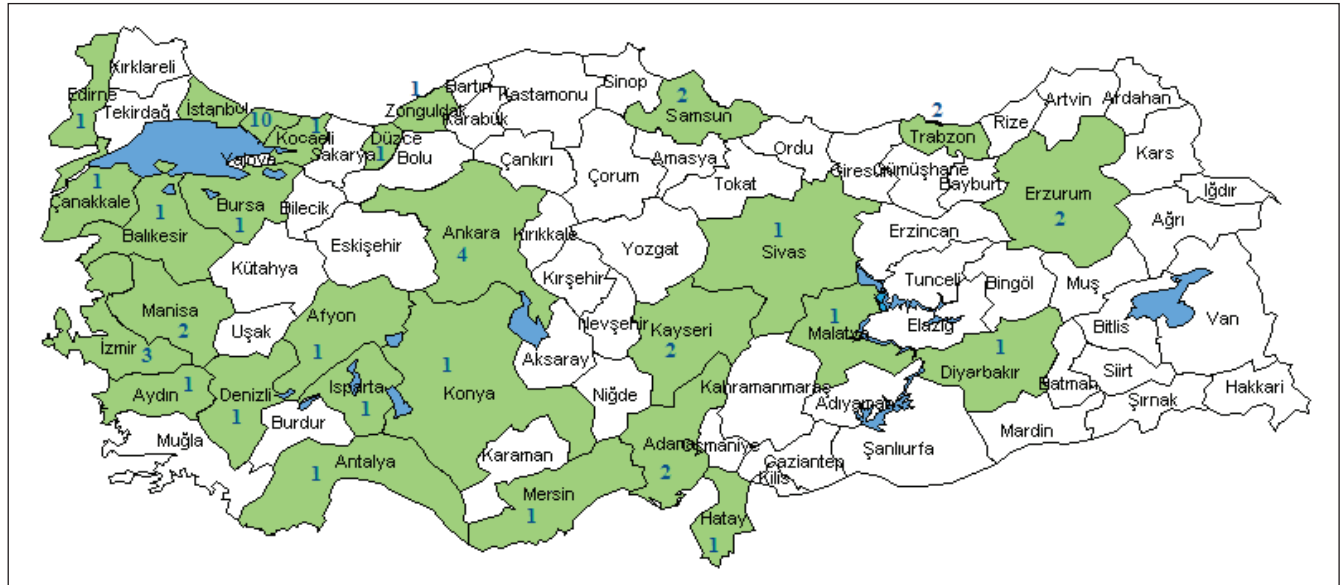 Kırklareli
Edirne
1
Tekirdağ
İstanbul
10
Kocaeli
1
Yalova
Sakarya
Düzce
1
Bolu
1
Zonguldak
Bartın
Karabük
Kastamonu
Sinop
2
Samsun
Çankırı
Çorum
Amasya
Tokat
Ordu
Giresun
Gümüşhane
Bayburt
2
Trabzon
Rize
Artvin
Ardahan
Kars
Iğdır
Ağrı
Erzurum
2
Erzincan
1
Çanakkale
1
Balıkesir
Bursa
1
Bilecik
Eskişehir
Kütahya
Ankara
4
Kırıkkale
Kırşehir
Yozgat
1
Sivas
Tunceli
Bingöl
Muş
Elazığ
Bitlis
Van
Manisa
2
Uşak
Afyon
1
İzmir
3
1
Aydın
Denizli
1
Isparta
1
Burdur
1
Konya
Aksaray
Nevşehir
Niğde
Kayseri
2
1
Malatya
Kahramanmaraş
Adıyaman
1
Diyarbakır
Batman
Siirt
Şırnak
Hakkari
Mardin
Şanlıurfa
Gaziantep
Kilis
Osmaniye
Adana
2
Muğla
Antalya
1
Karaman
Mersin
1
Hatay
1